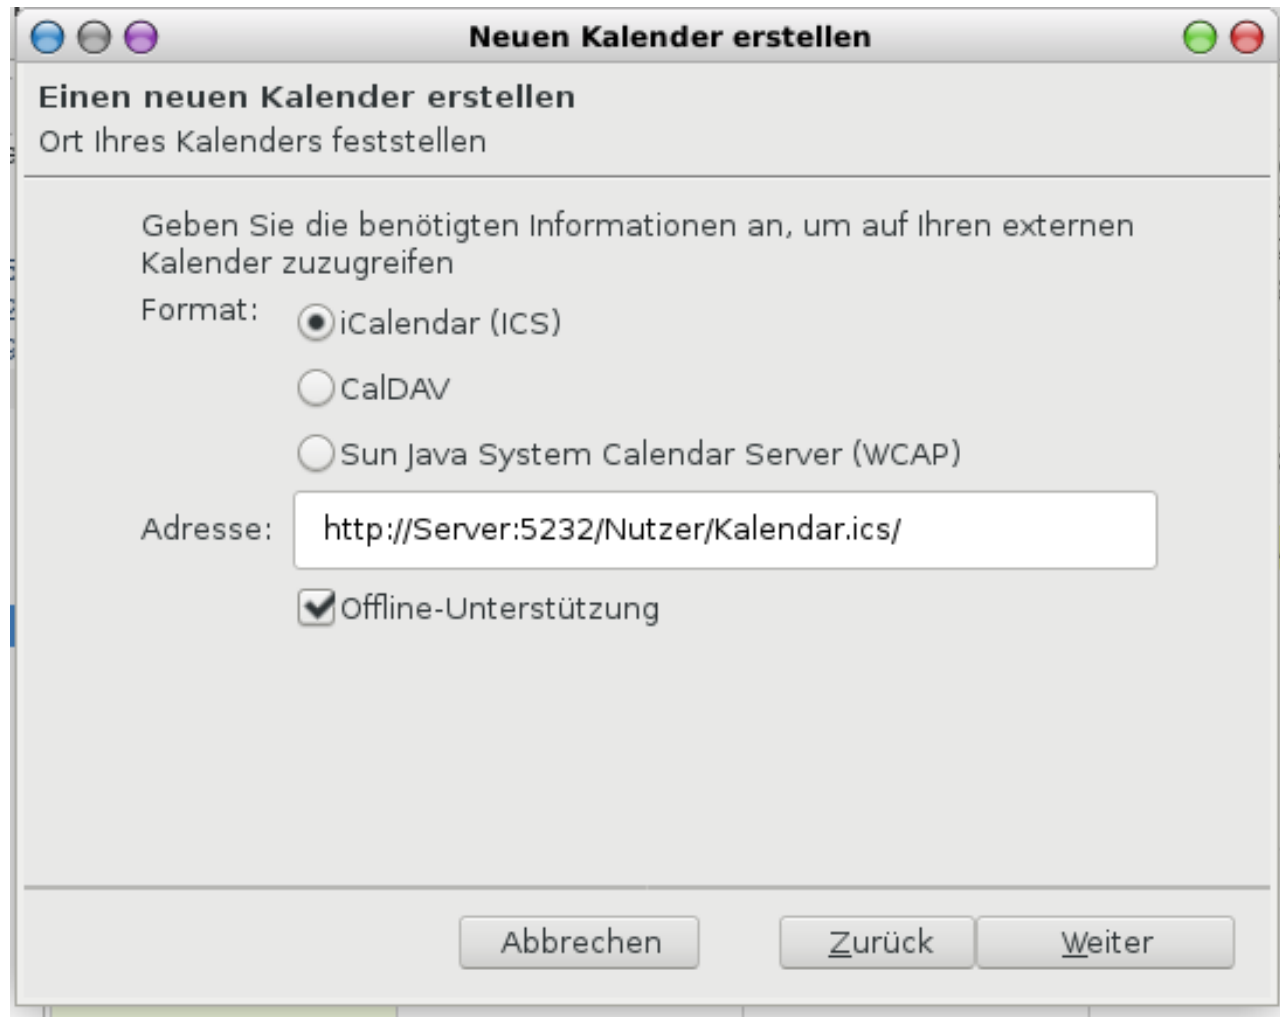 Neuen Kalender erstellen
Einen neuen Kalender erstellen
Ort Ihres Kalenders feststellen
Geben Sie die benötigten Informationen an, um auf Ihren externen
Kalender zuzugreifen
Format:
iCalendar (ICS)
CalDAV
Sun Java System Calendar Server (WCAP)
Adresse: http://Server:5232/Nutzer/Kalendar.ics/
Offline-Unterstützung
Abbrechen Zurück Weiter